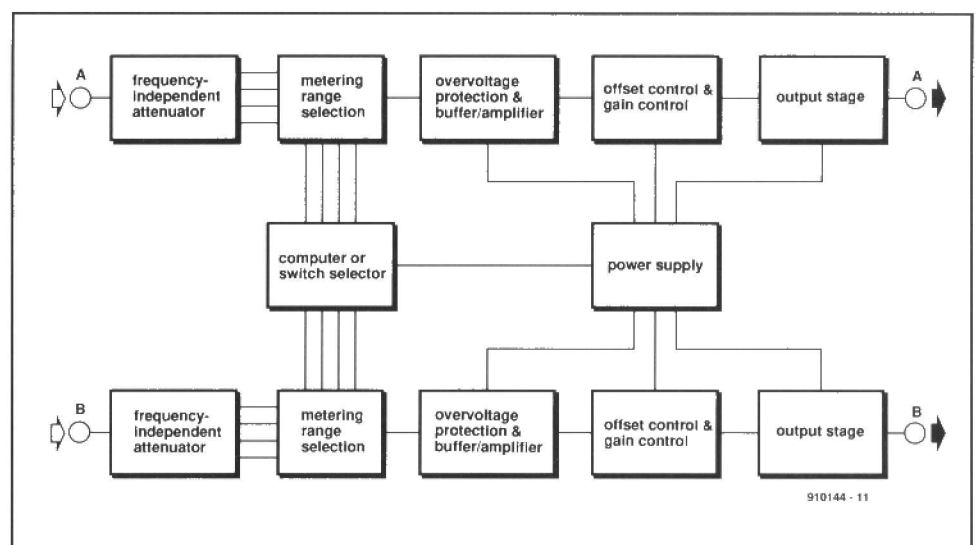 A
frequency-
independent
attenuator
metering
range
selection
overvoltage
protection &
buffer/amplifier
offset control &
gain control
output stage
A
computer or
switch selector
power supply
B
frequency-
independent
attenuator
metering
range
selection
overvoltage
protection &
buffer/amplifier
offset control &
gain control
output stage
B
910144 - 11